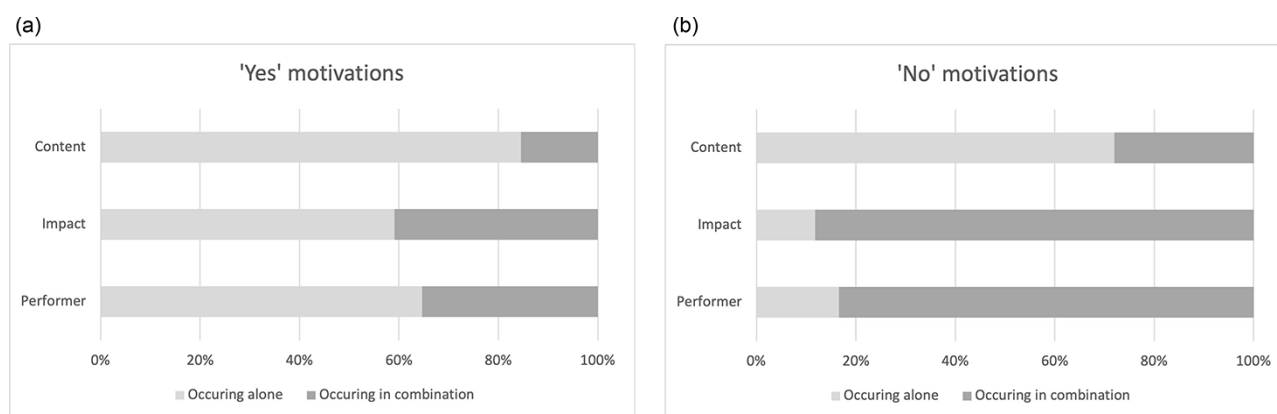 (a)
'Yes' motivations
Content
Impact
Performer
0% 20% 40% 60% 80% 100%
Occuring alone Occuring in combination
(b)
'No' motivations
Content
Impact
Performer
0% 20% 40% 60% 80% 100%
Occuring alone Occuring in combination